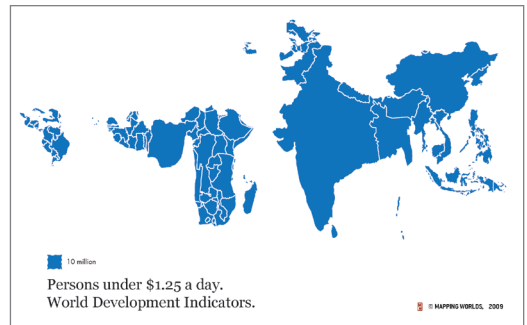 10 million
Persons under $1.25 a day.
World Development Indicators.
© MAPPING WORLDS, 2009